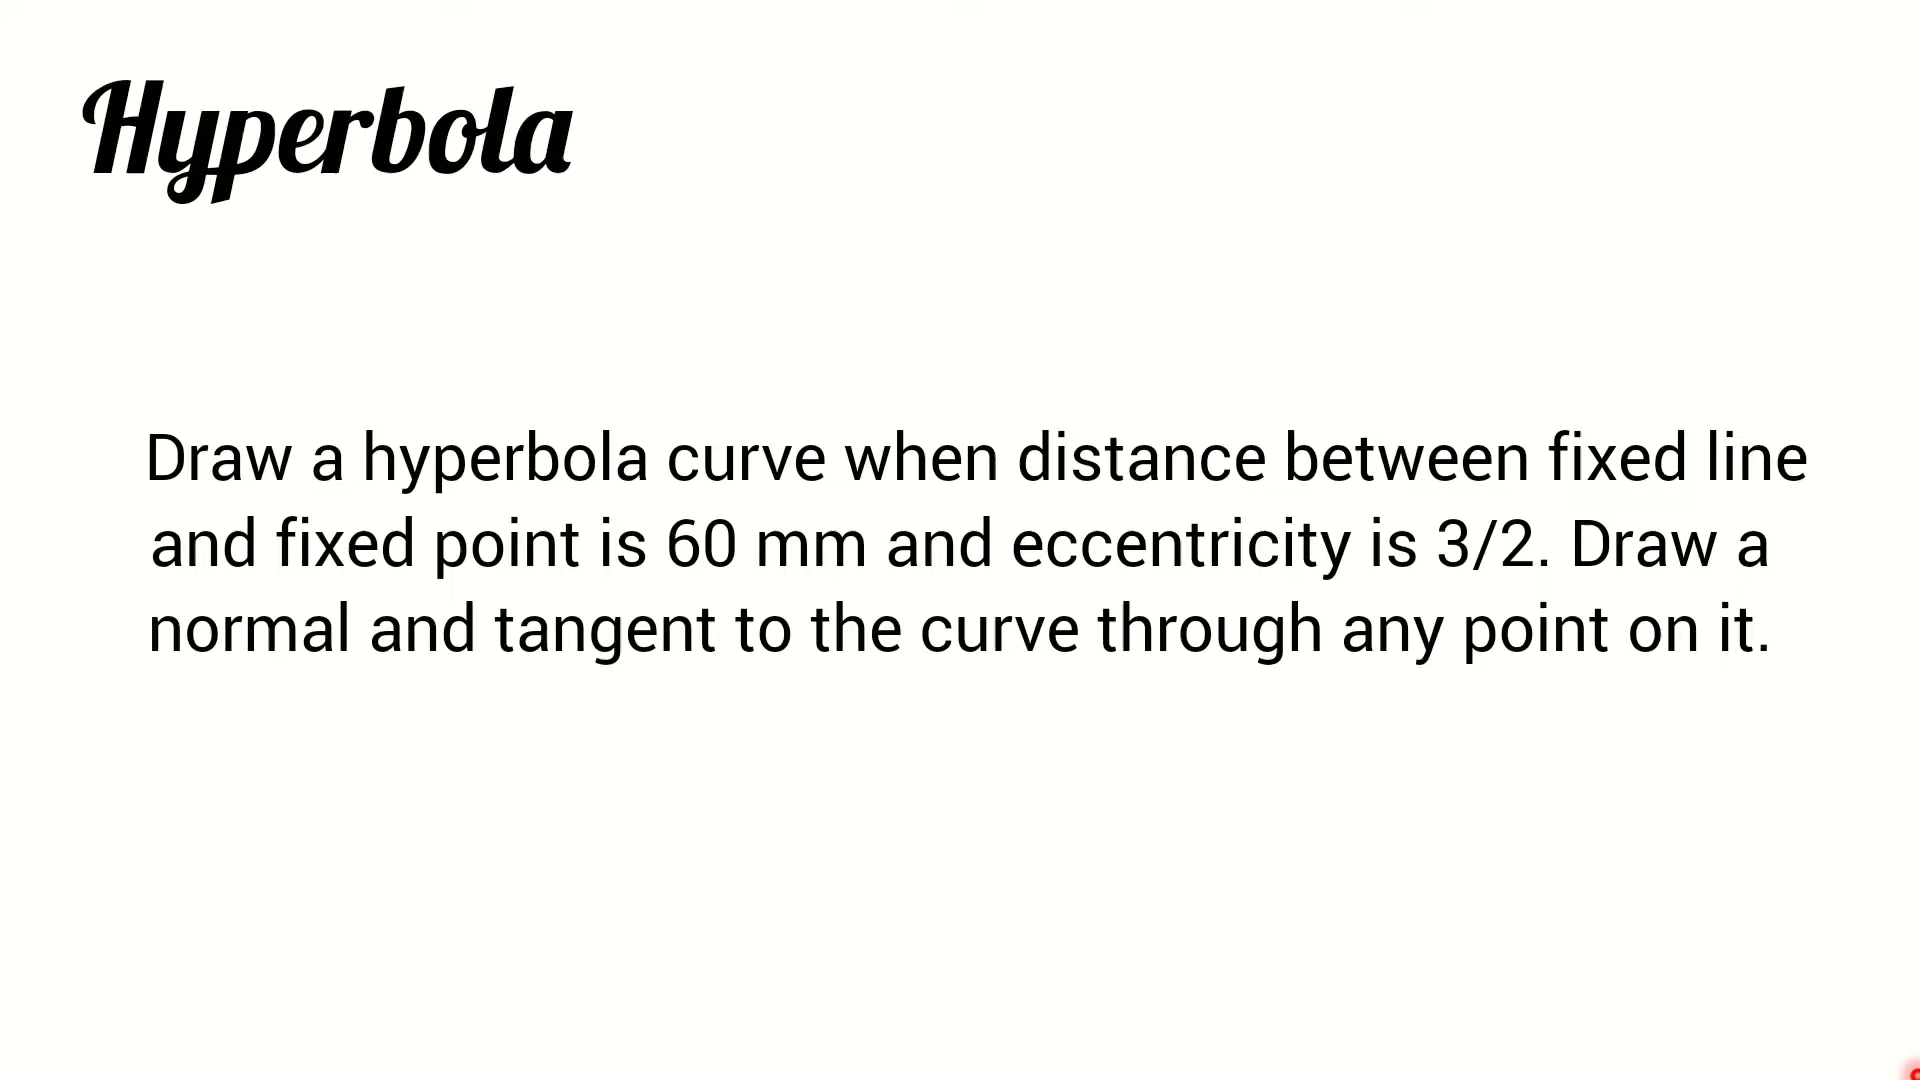 Hyperbola
Draw a hyperbola curve when distance between fixed line
and fixed point is 60 mm and eccentricity is 3/2. Draw a
normal and tangent to the curve through any point on it.